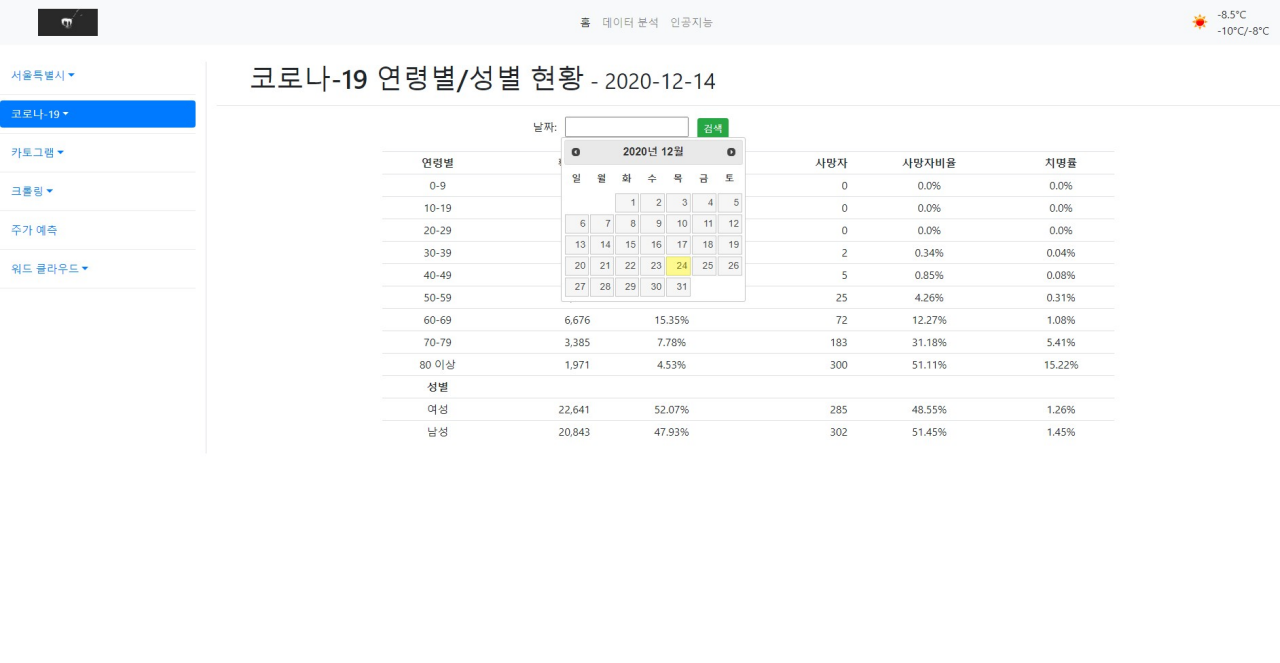 홈 데이터 분석 인공지능
-8.5°C
-10°C/-8°C
서울특별시
코로나-19
카토그램
크롤링
주가 예측
워드 클라우드
코로나-19 연령별/성별 현황 - 2020-12-14
날짜: 검색
2020년 12월
일 월 화 수 목 금 토
1 2 3 4 5
6 7 8 9 10 11 12
13 14 15 16 17 18 19
20 21 22 23 24 25 26
27 28 29 30 31
연령별 사망자 사망자비율 치명률
0-9 0 0.0% 0.0%
10-19 0 0.0% 0.0%
20-29 0 0.0% 0.0%
30-39 2 0.34% 0.04%
40-49 5 0.85% 0.08%
50-59 25 4.26% 0.31%
60-69 6,676 15.35% 72 12.27% 1.08%
70-79 3,385 7.78% 183 31.18% 5.41%
80 이상 1,971 4.53% 300 51.11% 15.22%
성별
여성 22,641 52.07% 285 48.55% 1.26%
남성 20,843 47.93% 302 51.45% 1.45%